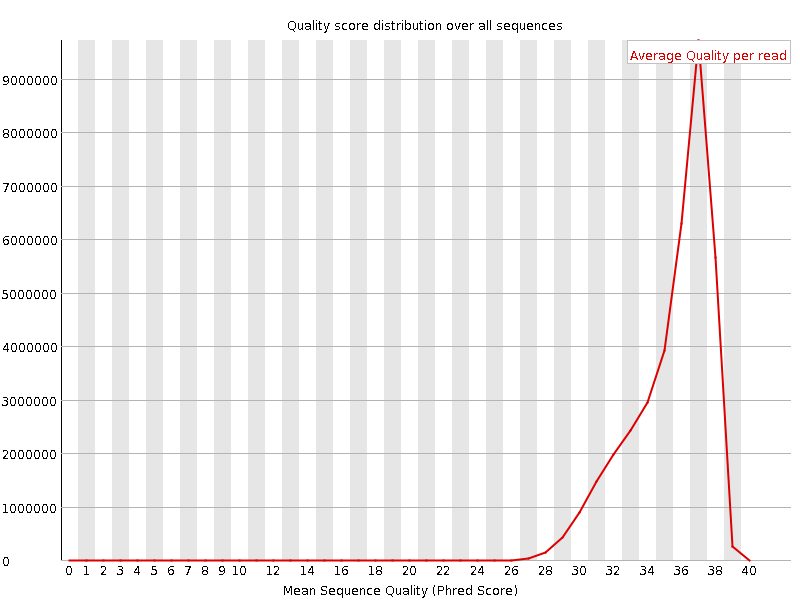 Quality score distribution over all sequences
Average Quality per read
9000000
8000000
7000000
6000000
5000000
4000000
3000000
2000000
1000000
0
0 1 2 3 4 5 6 7 8 9 10 12 14 16 18 20 22 24 26 28 30 32 34 36 38 40
Mean Sequence Quality (Phred Score)